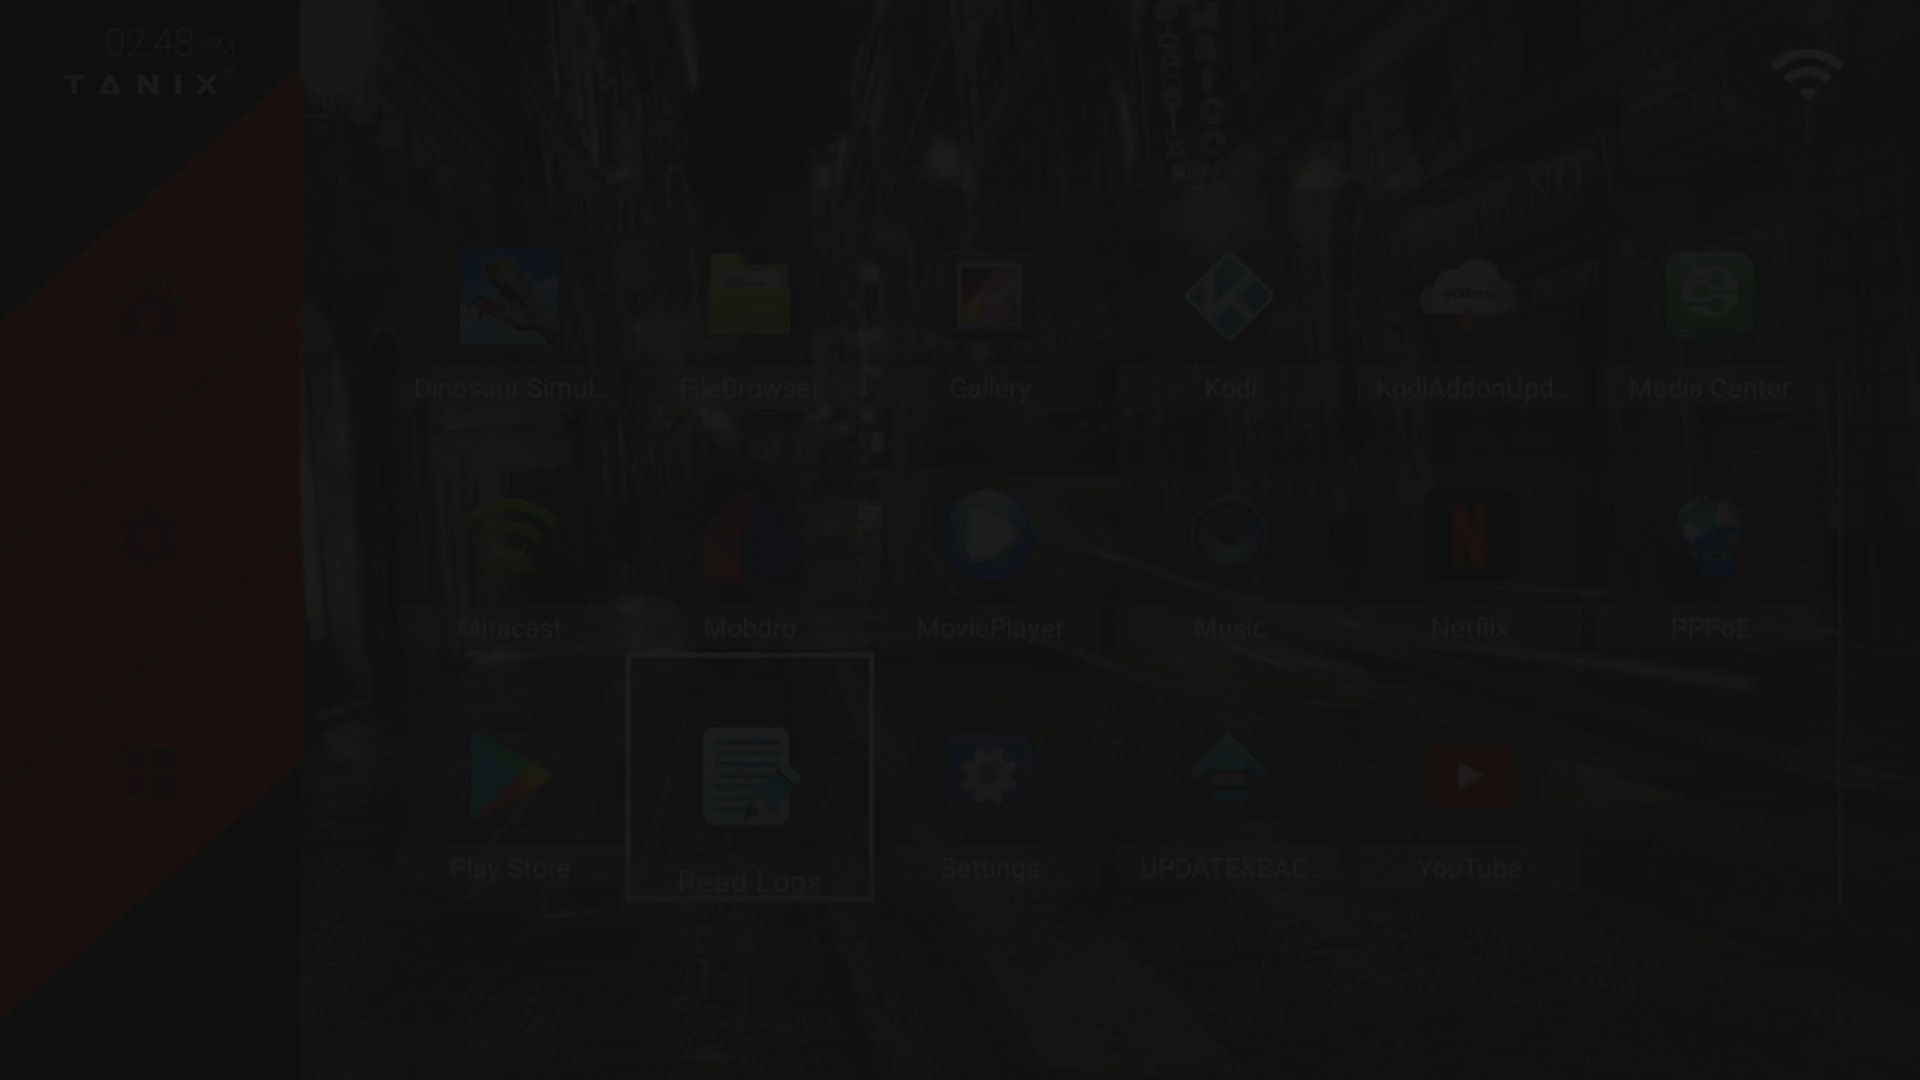 02:48 PM
TANIX®
Dinosaur Simul..
FileBrowser
Gallery
Kodi
KodiAddonUpd..
Media Center
Miracast
Mobdro
MoviePlayer
Music
Netflix
PPPoE
Play Store
Read Logs
Settings
UPDATE&BAC..
YouTube